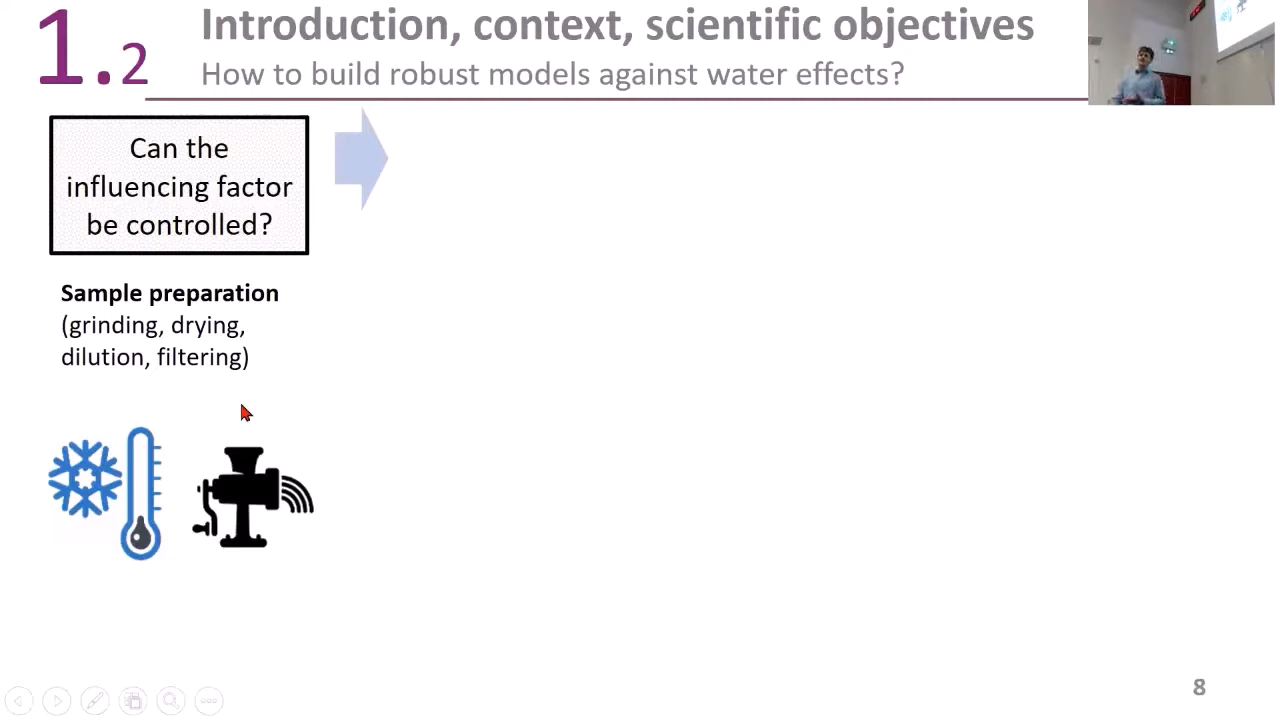 1.2
Introduction, context, scientific objectives
How to build robust models against water effects?
Can the
influencing factor
be controlled?
Sample preparation
(grinding, drying,
dilution, filtering)
8